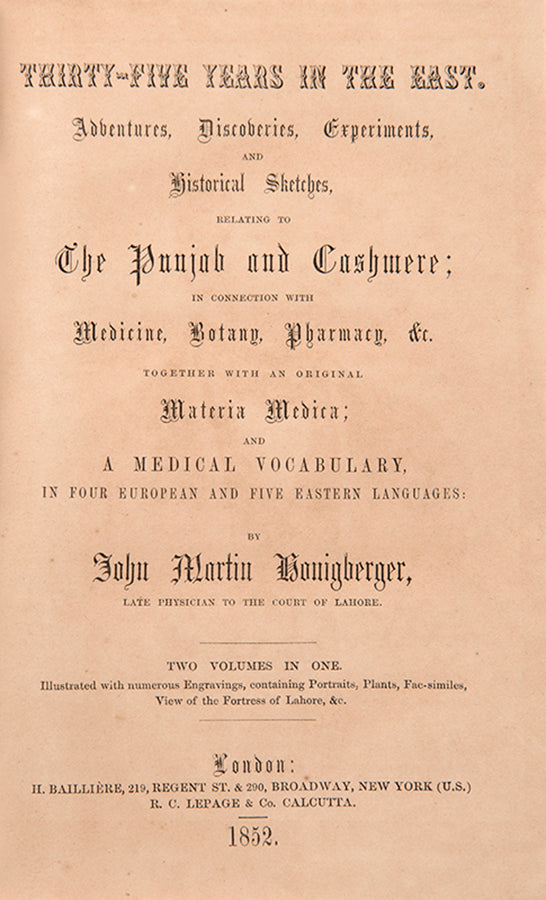 THIRTY-FIVE YEARS IN THE EAST.
Adventures, Discoveries, Experiments,
AND
Historical Sketches,
RELATING TO
The Punjab and Cashmere;
IN CONNECTION WITH
Medicine, Botany, Pharmacy, &c.
TOGETHER WITH AN ORIGINAL
Materia Medica;
AND
A MEDICAL VOCABULARY,
IN FOUR EUROPEAN AND FIVE EASTERN LANGUAGES:
BY
John Martin Honigberger,
LATE PHYSICIAN TO THE COURT OF LAHORE.
TWO VOLUMES IN ONE.
Illustrated with numerous Engravings, containing Portraits, Plants, Fac-similes,
View of the Fortress of Lahore, &c.
London:
H. BAILLIÈRE, 219, REGENT ST. & 290, BROADWAY, NEW YORK (U.S.)
R. C. LEPAGE & Co. CALCUTTA.
1852.